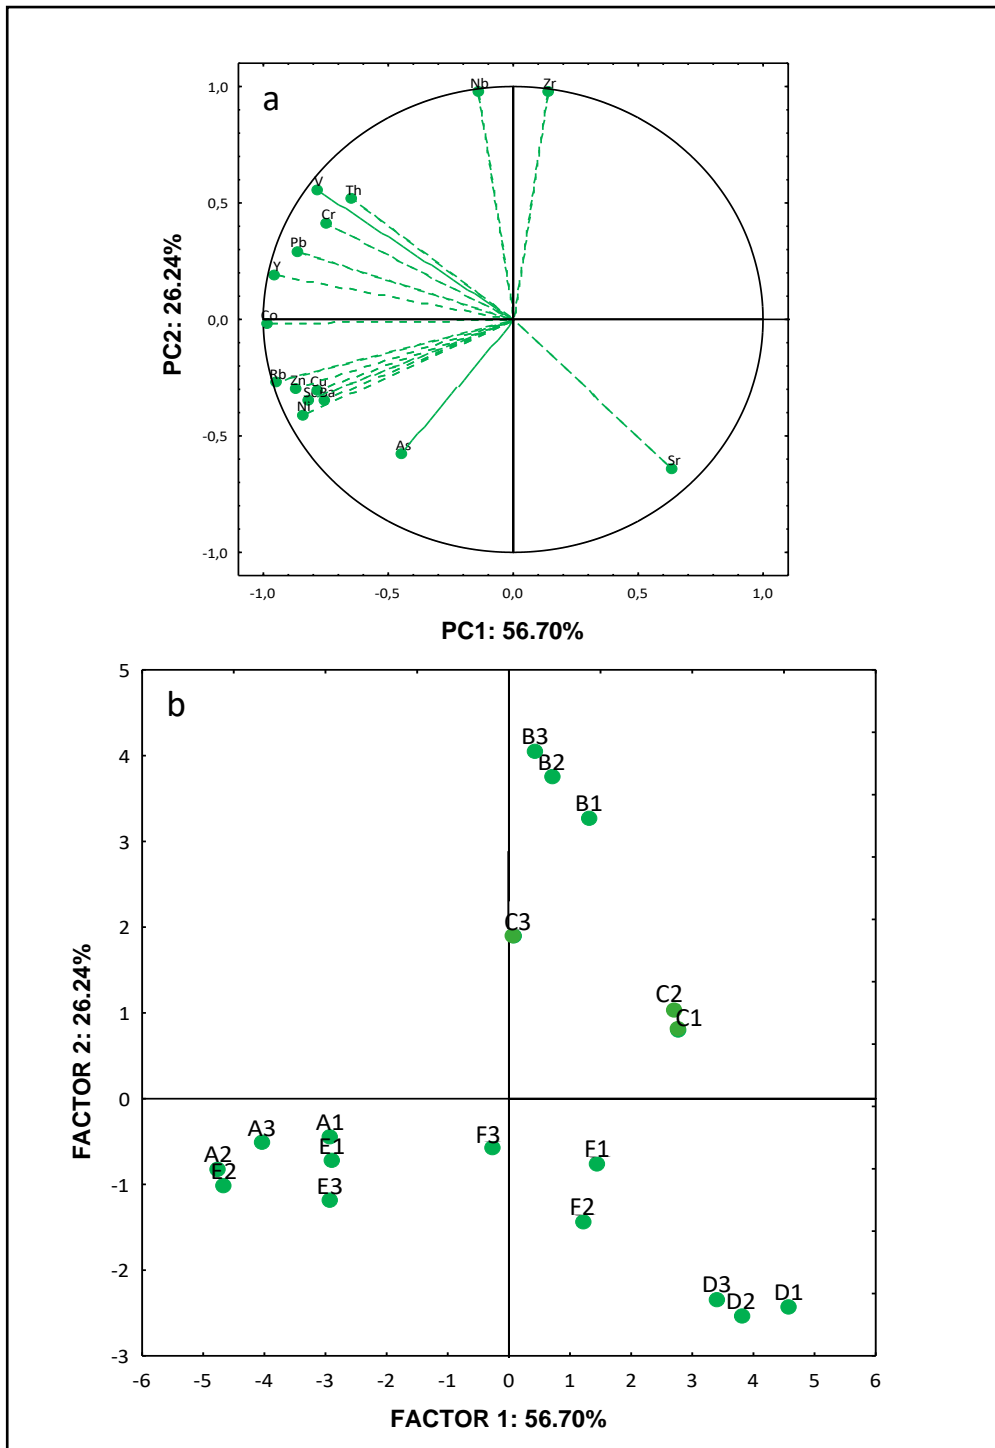 a
Nb Zr
1,0
V Th
0,5
Cr
Pb
Y
0,0
Co
Rb Zn Cu
Sc Ba
Ni
-0,5
As
Sr
-1,0
-1,0 -0,5 0,0 0,5 1,0
PC2: 26.24%
PC1: 56.70%
b
5
B3
4
B2
B1
3
C3
2
C2
1
C1
0
A1
A3
F3
E1
F1
A2
E2
-1
E3
F2
-2
D3
D2
D1
-3
-6 -5 -4 -3 -2 -1 0 1 2 3 4 5 6
FACTOR 2: 26.24%
FACTOR 1: 56.70%